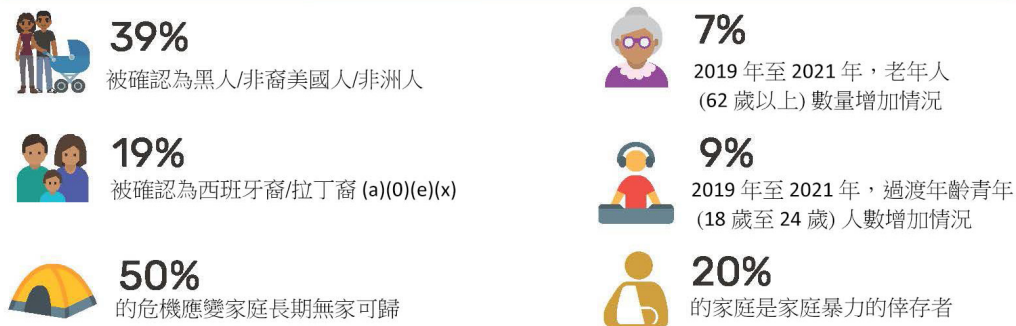 39%
被確認為黑人/非裔美國人/非洲人
19%
被確認為西班牙裔/拉丁裔 (a)(0)(e)(x)
50%
的危機應變家庭長期無家可歸
7%
2019 年至 2021 年，老年人
(62 歲以上) 數量增加情況
9%
2019 年至 2021 年，過渡年齡青年
(18 歲至 24 歲) 人數增加情況
20%
的家庭是家庭暴力的倖存者